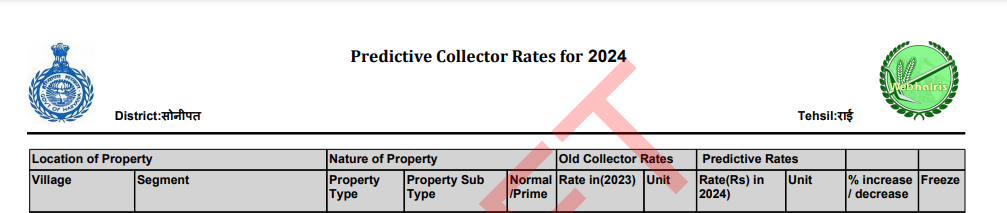 Predictive Collector Rates for 2024
Webhalris
District:सोनीपत
Tehsil:राई
Location of Property Nature of Property Old Collector Rates Predictive Rates
Village Segment Property Type Property Sub Type Normal /Prime Rate in(2023) Unit Rate(Rs) in 2024) Unit % increase / decrease Freeze